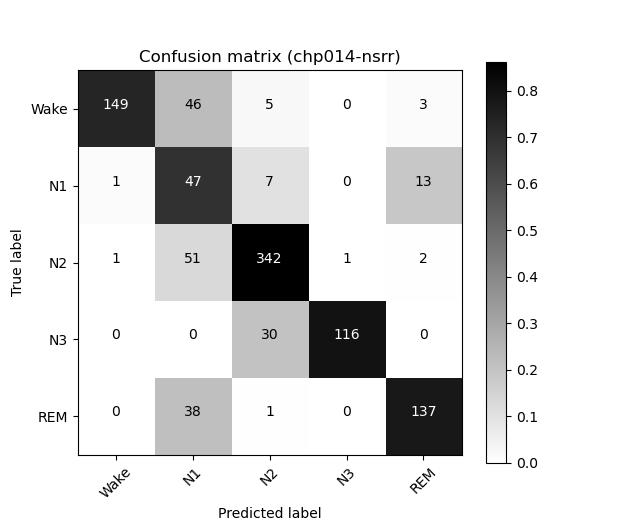 Confusion matrix (chp014-nsrr)
Wake 149 46 5 0 3
N1 1 47 7 0 13
N2 1 51 342 1 2
N3 0 0 30 116 0
REM 0 38 1 0 137
Wake N1 N2 N3 REM
Predicted label
True label
0.8
0.7
0.6
0.5
0.4
0.3
0.2
0.1
0.0